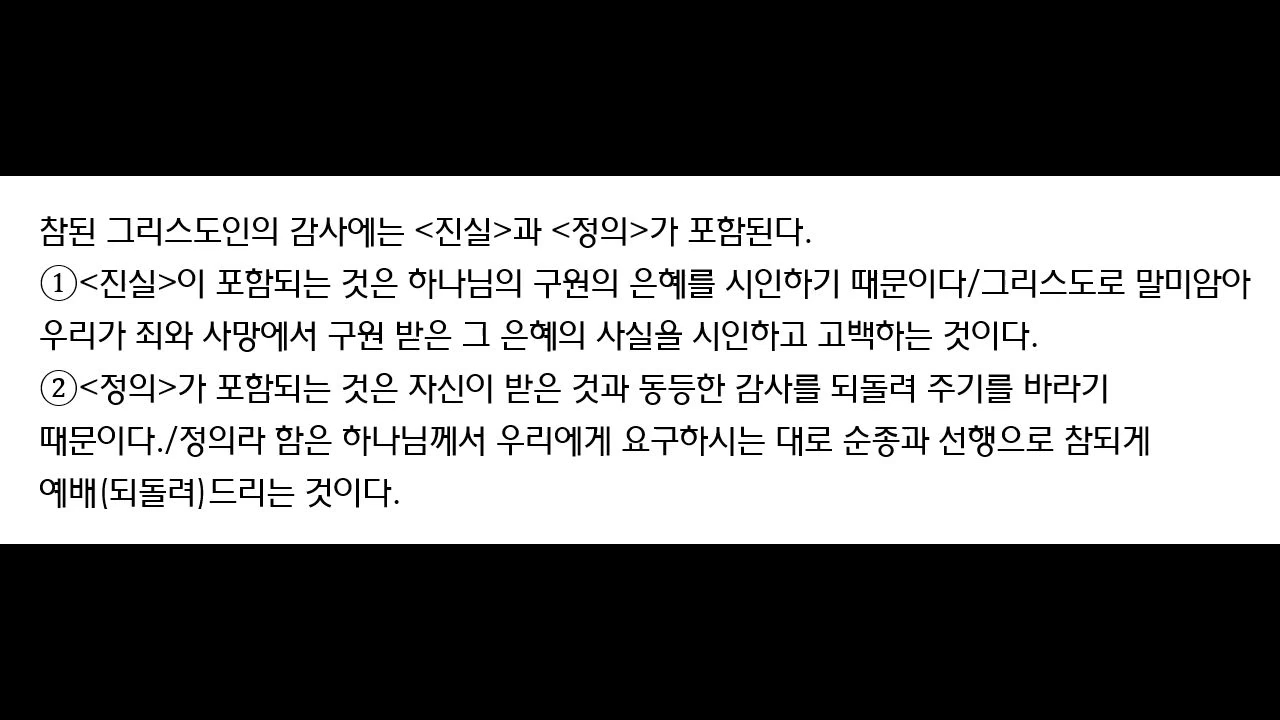 참된 그리스도인의 감사에는 <진실>과 <정의>가 포함된다.
①<진실>이 포함되는 것은 하나님의 구원의 은혜를 시인하기 때문이다/그리스도로 말미암아
우리가 죄와 사망에서 구원 받은 그 은혜의 사실을 시인하고 고백하는 것이다.
②<정의>가 포함되는 것은 자신이 받은 것과 동등한 감사를 되돌려 주기를 바라기
때문이다./정의라 함은 하나님께서 우리에게 요구하시는 대로 순종과 선행으로 참되게
예배(되돌려)드리는 것이다.